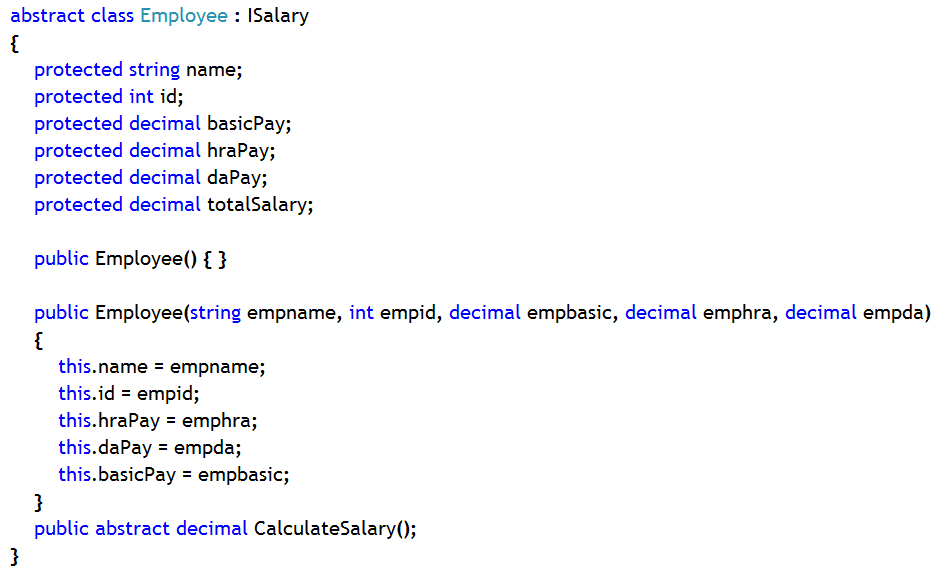 abstract class Employee : ISalary
{
protected string name;
protected int id;
protected decimal basicPay;
protected decimal hraPay;
protected decimal daPay;
protected decimal totalSalary;
public Employee() { }
public Employee(string empname, int empid, decimal empbasic, decimal emphra, decimal empda)
{
this.name = empname;
this.id = empid;
this.hraPay = emphra;
this.daPay = empda;
this.basicPay = empbasic;
}
public abstract decimal CalculateSalary();
}